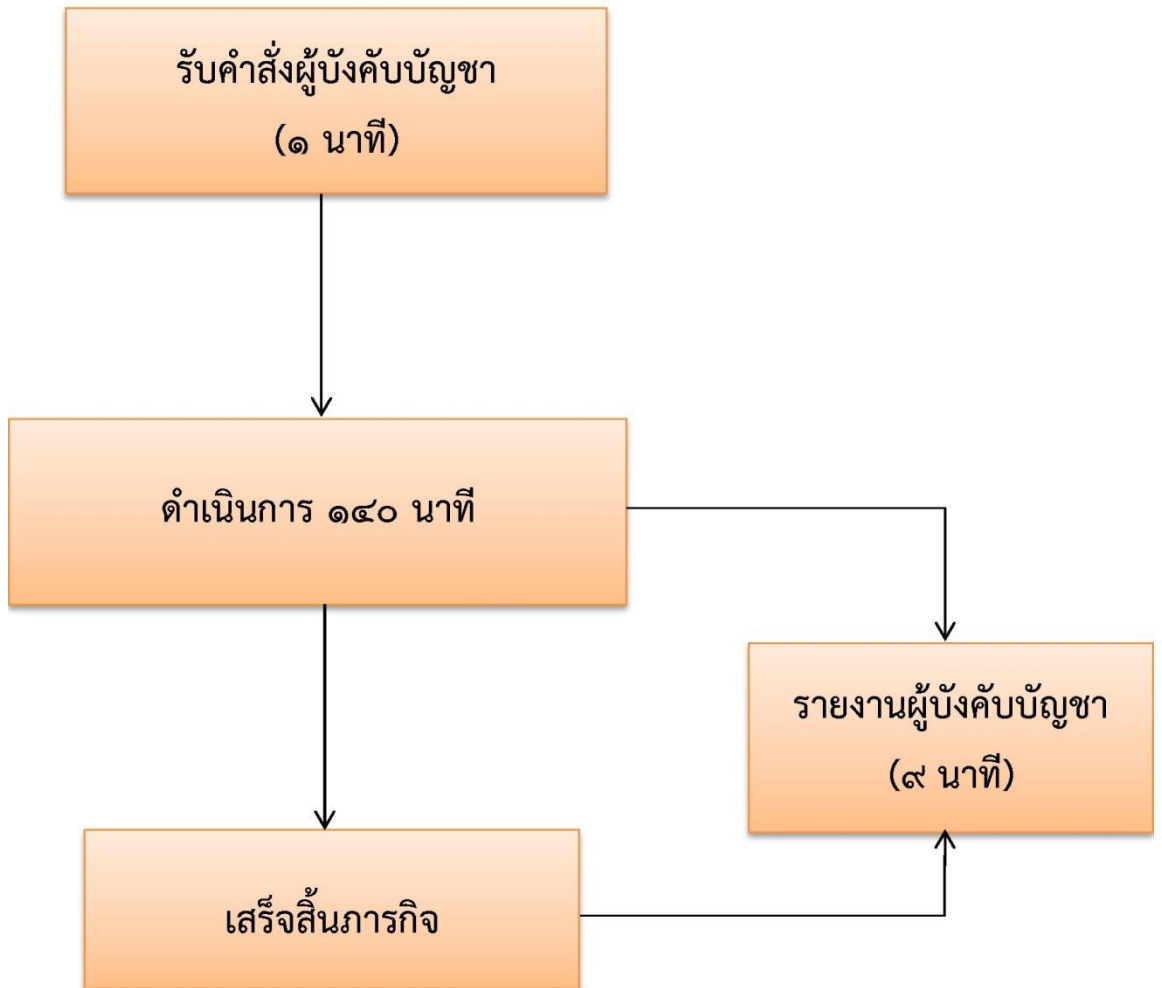 รับคำสั่งผู้บังคับบัญชา
(๑ นาที)
ดำเนินการ ๑๔๐ นาที
รายงานผู้บังคับบัญชา
(๙ นาที)
เสร็จสิ้นภารกิจ